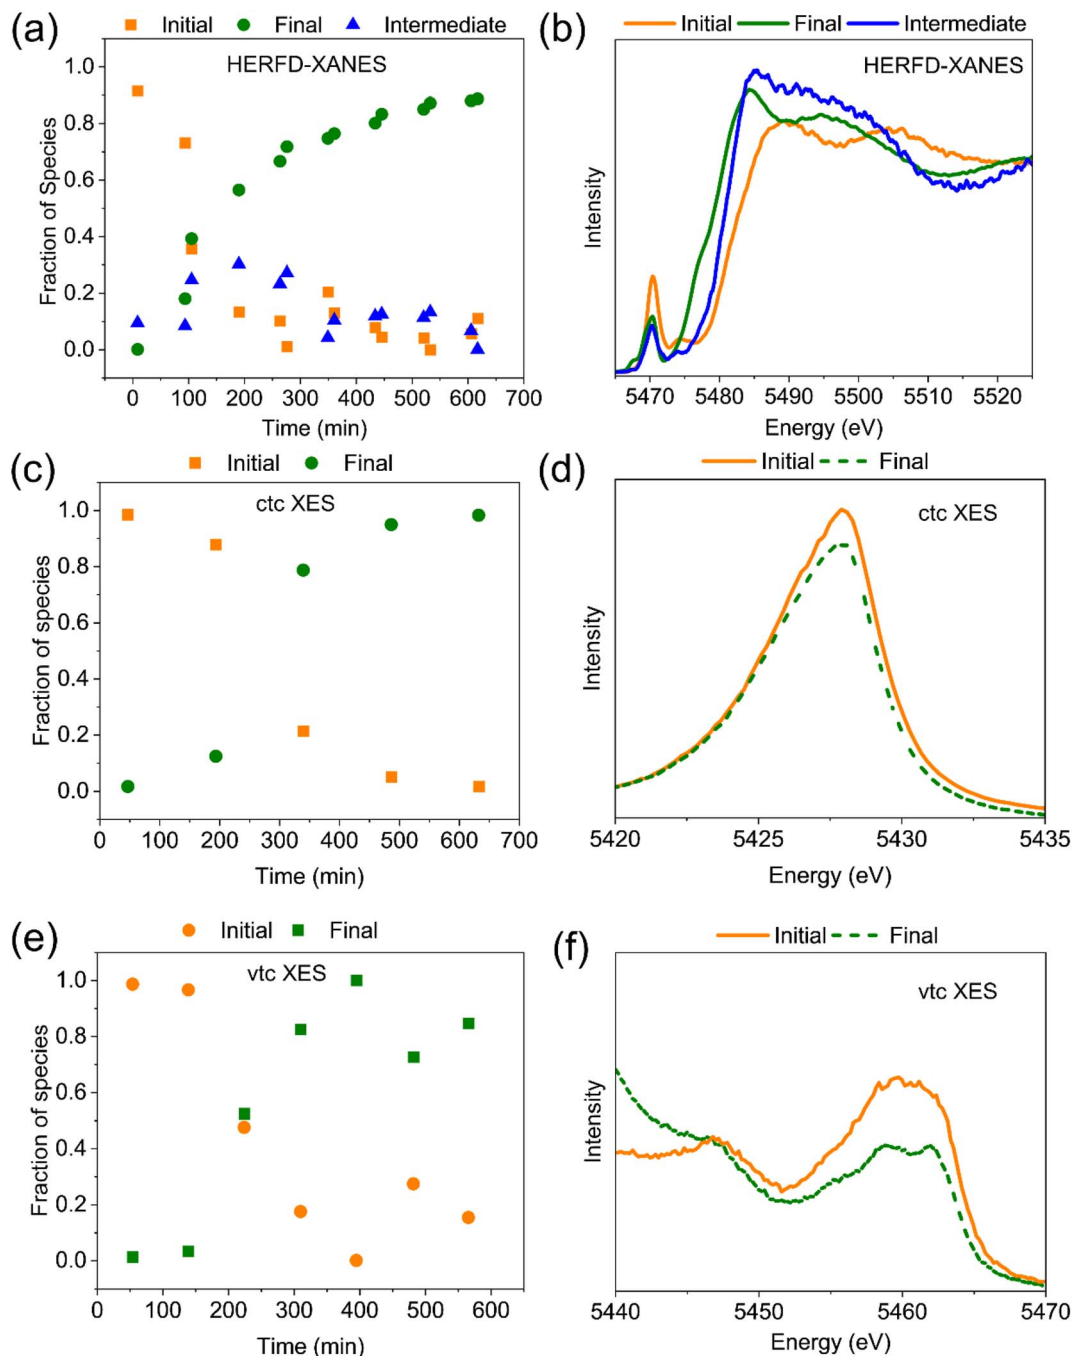 (a)
Initial Final Intermediate
HERFD-XANES
Fraction of Species
1.0
0.8
0.6
0.4
0.2
0.0
0 100 200 300 400 500 600 700
Time (min)
(b)
Initial Final Intermediate
HERFD-XANES
Intensity
5470 5480 5490 5500 5510 5520
Energy (eV)
(c)
Initial Final
ctc XES
Fraction of species
1.0
0.8
0.6
0.4
0.2
0.0
0 100 200 300 400 500 600 700
Time (min)
(d)
Initial Final
ctc XES
Intensity
5420 5425 5430 5435
Energy (eV)
(e)
Initial Final
vtc XES
Fraction of species
1.0
0.8
0.6
0.4
0.2
0.0
0 100 200 300 400 500 600
Time (min)
(f)
Initial Final
vtc XES
Intensity
5440 5450 5460 5470
Energy (eV)